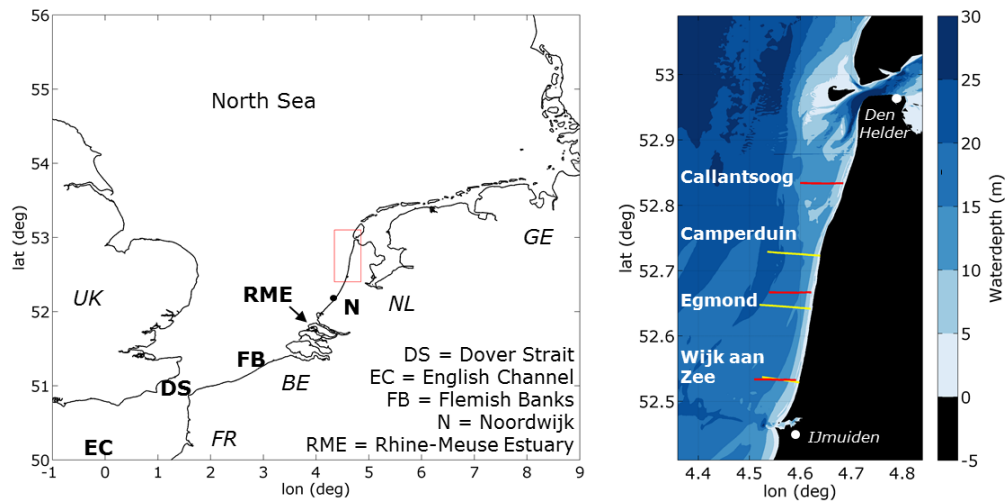 56
55
54
53
52
51
50
-1
0
1
2
3
4
5
6
7
8
9
lat (deg)
lon (deg)
North Sea
UK
GE
NL
N
RME
FB
BE
DS
FR
EC
DS = Dover Strait
EC = English Channel
FB = Flemish Banks
N = Noordwijk
RME = Rhine-Meuse Estuary
53
52.9
52.8
52.7
52.6
52.5
4.4
4.5
4.6
4.7
4.8
lat (deg)
lon (deg)
Den
Helder
Callantsoog
Camperduin
Egmond
Wijk aan
Zee
IJmuiden
30
25
20
15
10
5
0
-5
Waterdepth (m)